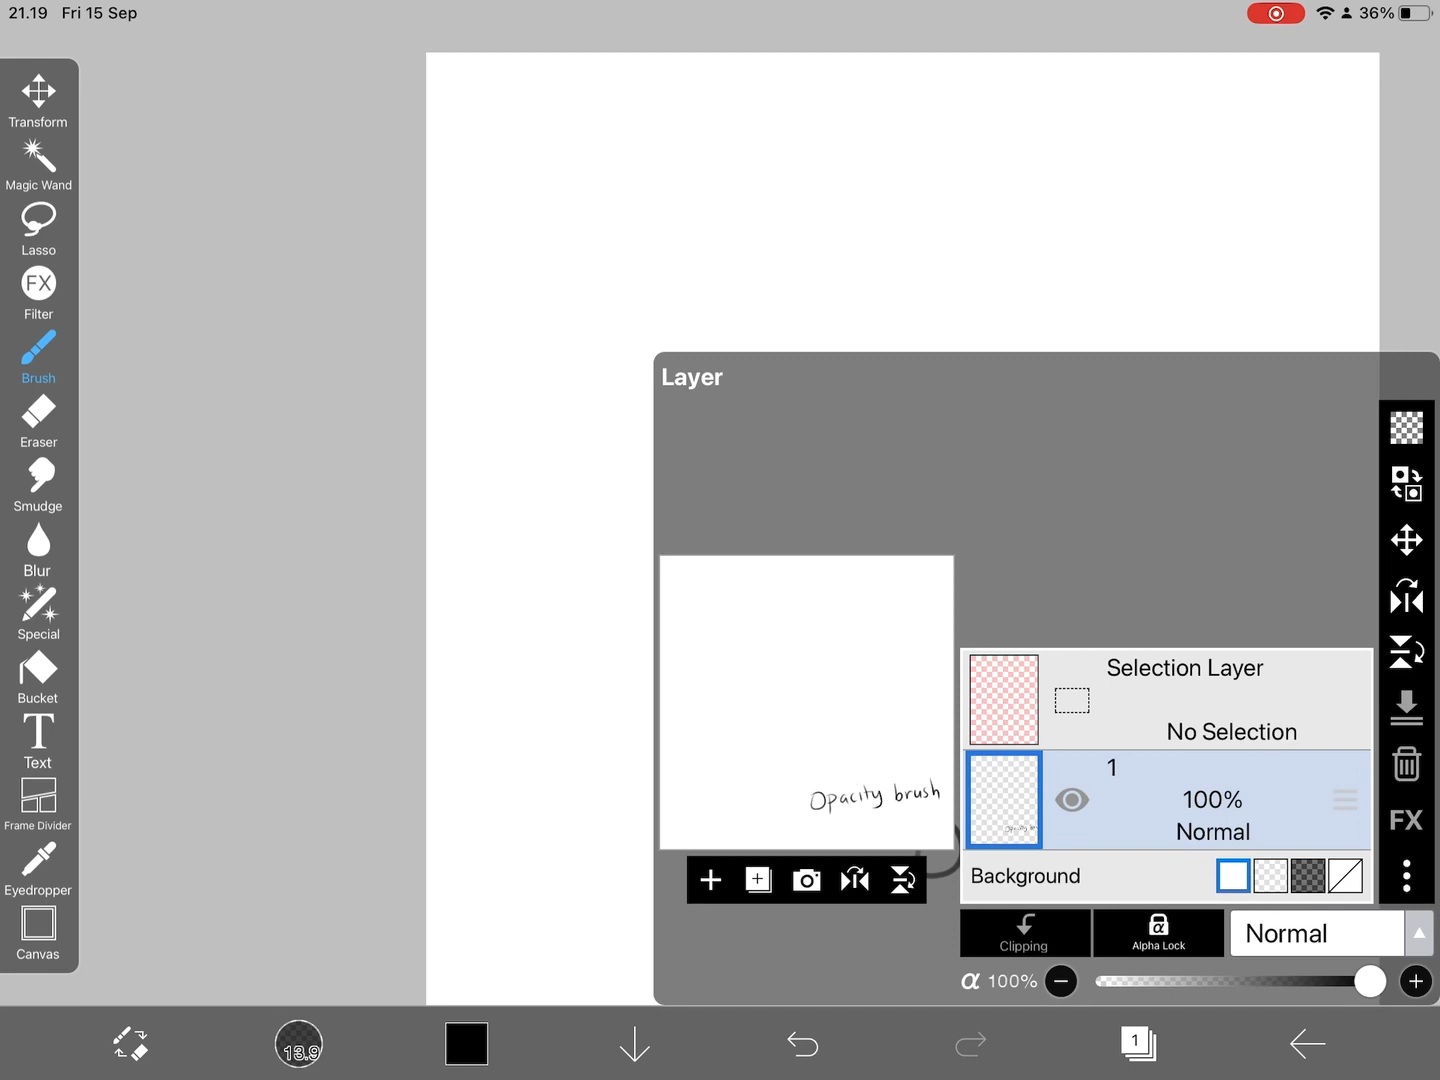 21.19 Fri 15 Sep
36%
Transform
Magic Wand
Lasso
FX
Filter
Brush
Eraser
Smudge
Blur
Special
Bucket
T
Text
Frame Divider
Eyedropper
Canvas
Layer
Opacity brush
Selection Layer
No Selection
1
100%
Normal
Background
FX
Clipping
α
Alpha Lock
Normal
α 100%
13.9
1